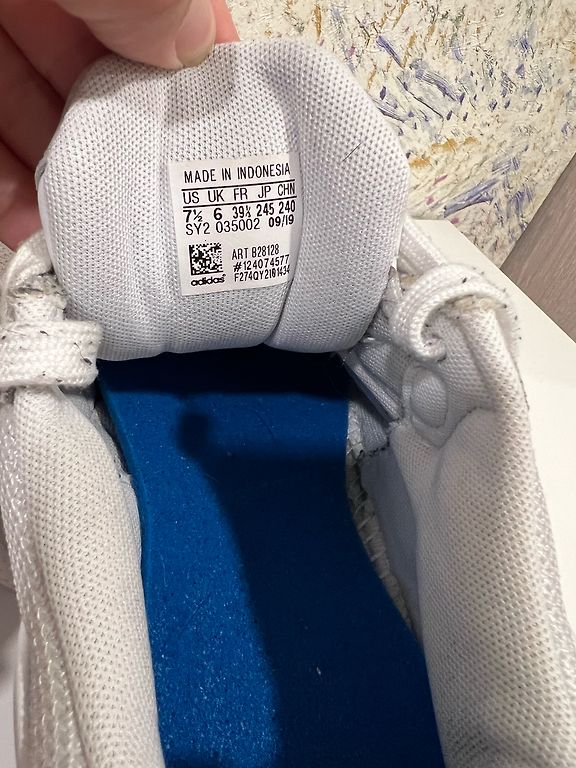 MADE IN INDONESIA
US UK FR JP CHN
7½ 6 39⅓ 245 240
SY2 035002 09/19
ART B28128
#124074577
F274QY2191434
adidas